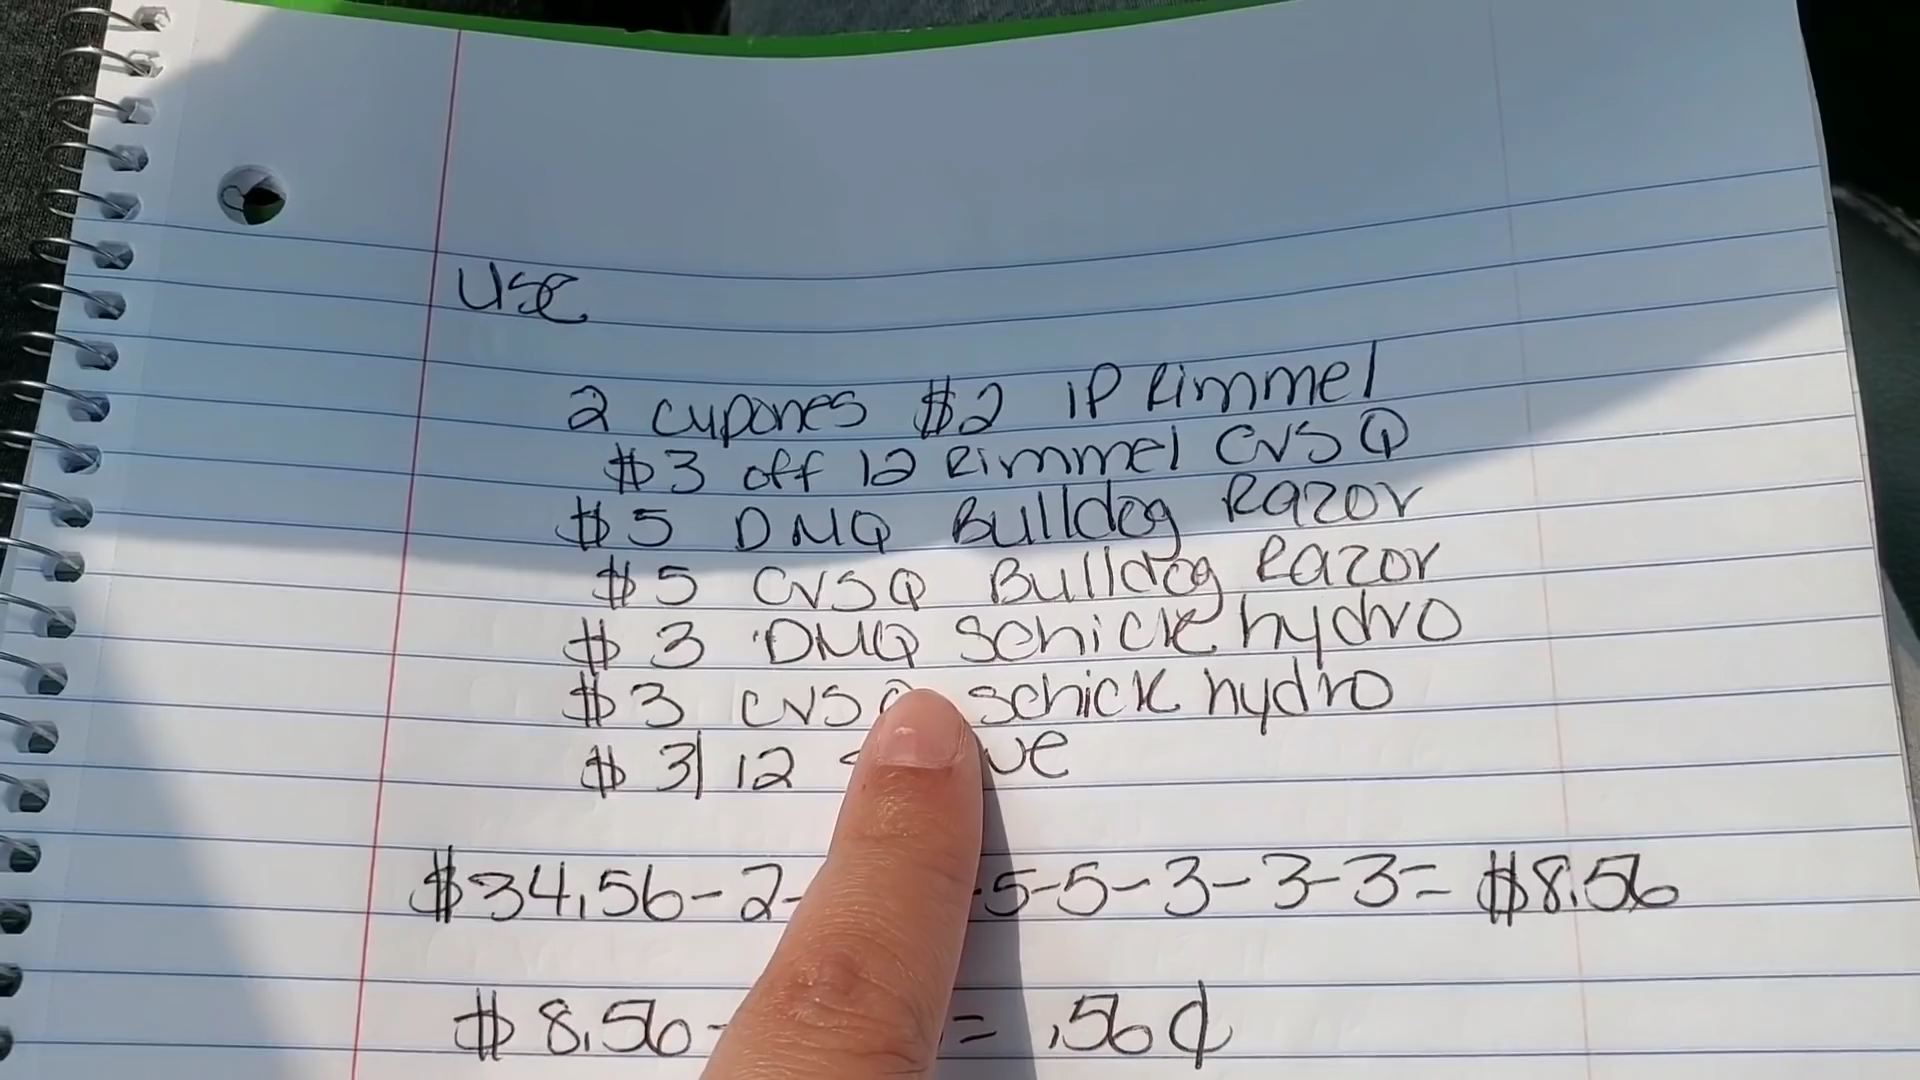 use
2 cupones $2 IP Rimmel
$3 off 12 Rimmel CVS Q
$5 DMQ Bulldog Razor
$5 CVSQ Bulldog Razor
$3 DMQ Schick hydro
$3 CVSQ Schick hydro
$3|12
$34.56-2- -5-5-3-3-3= $8.56
$8.56- = .56¢